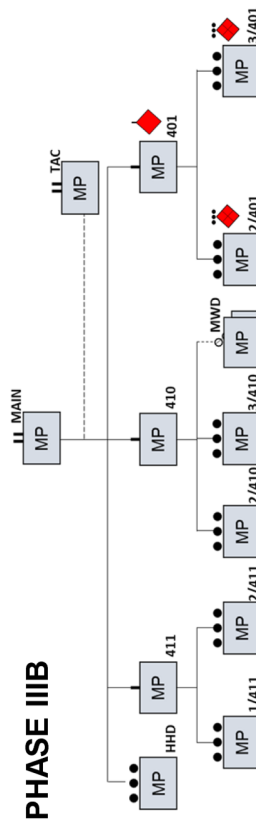 PHASE IIIB
MAIN
MP
TAC
MP
HHD
MP
411
MP
410
MP
401
MP
1/411
MP
2/411
MP
2/410
MP
3/410
MP
MWD
MP
2/401
MP
3/401
MP